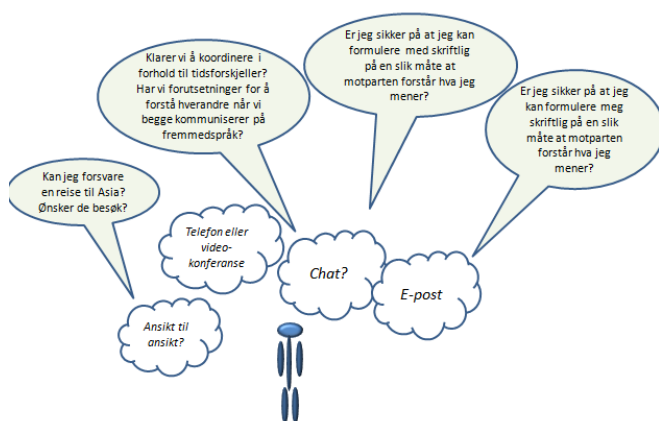 Klarer vi å koordinere i
forhold til tidsforskjeller?
Har vi forutsetninger for å
forstå hverandre når vi
begge kommuniserer på
fremmedspråk?
Er jeg sikker på at jeg kan
formulere med skriftlig
på en slik måte at
motparten forstår hva jeg
mener?
Er jeg sikker på at jeg
kan formulere meg
skriftlig på en slik
måte at motparten
forstår hva jeg
mener?
Kan jeg forsvare
en reise til Asia?
Ønsker de besøk?
Telefon eller
video-
konferanse
Chat?
E-post
Ansikt til
ansikt?